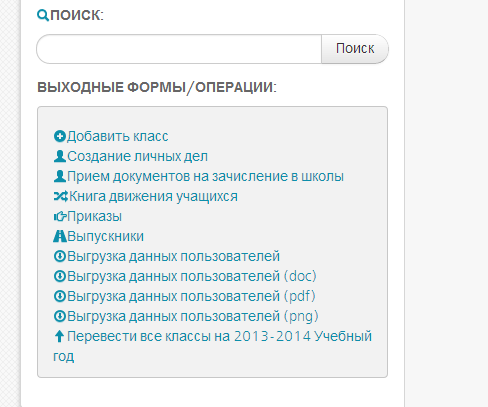 ПОИСК:
Поиск
ВЫХОДНЫЕ ФОРМЫ/ОПЕРАЦИИ:
Добавить класс
Создание личных дел
Прием документов на зачисление в школы
Книга движения учащихся
Приказы
Выпускники
Выгрузка данных пользователей
Выгрузка данных пользователей (doc)
Выгрузка данных пользователей (pdf)
Выгрузка данных пользователей (png)
Перевести все классы на 2013-2014 Учебный
год